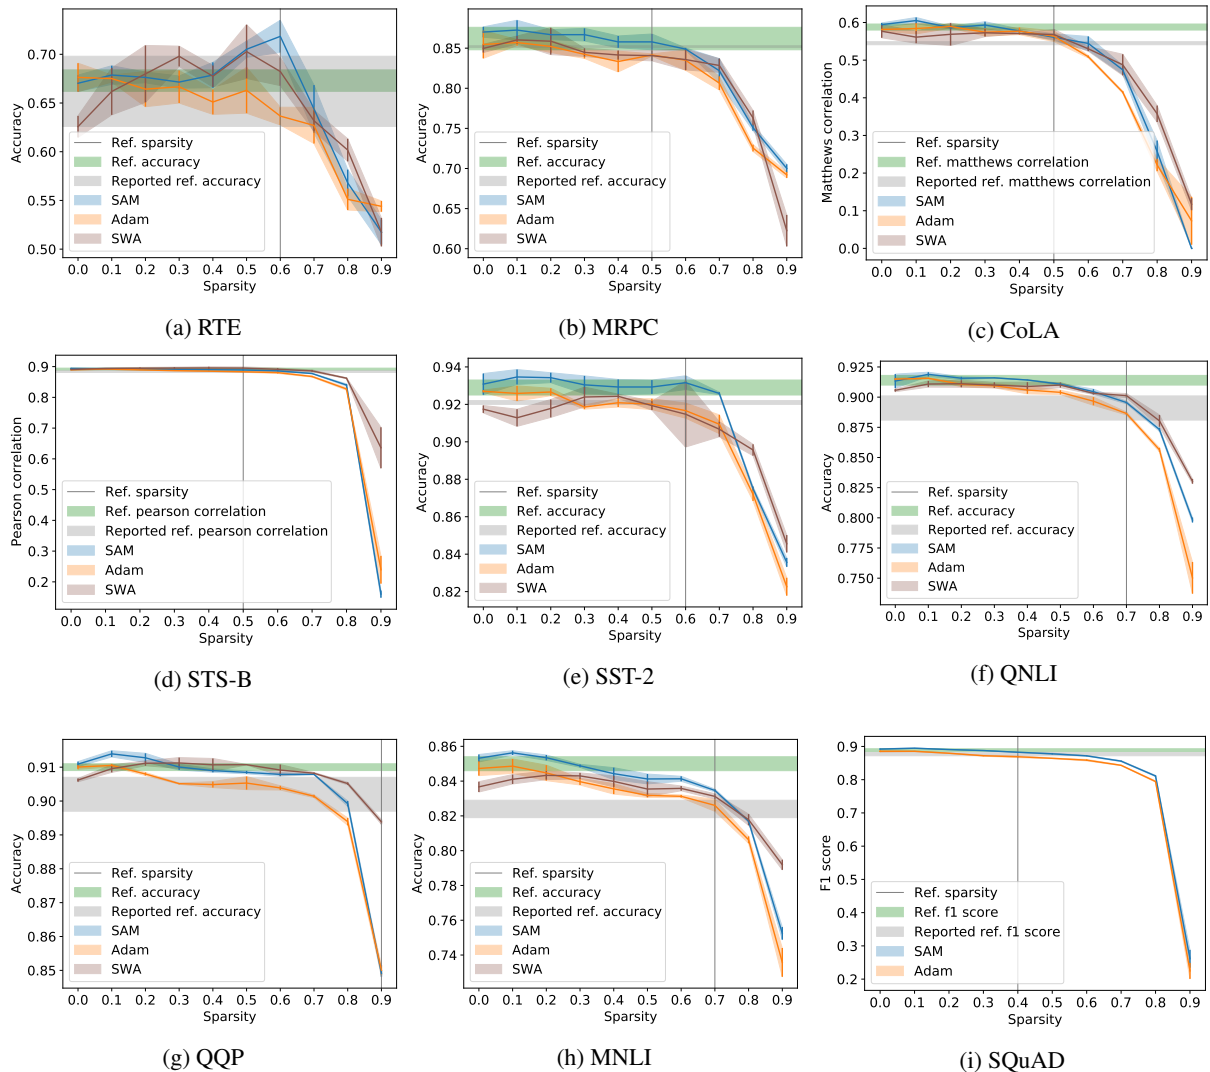 0.70
0.65
0.60
0.55
0.50
Accuracy
Ref. sparsity
Ref. accuracy
Reported ref. accuracy
SAM
Adam
SWA
0.0 0.1 0.2 0.3 0.4 0.5 0.6 0.7 0.8 0.9
Sparsity
(a) RTE
0.85
0.80
0.75
0.70
0.65
0.60
Accuracy
Ref. sparsity
Ref. accuracy
Reported ref. accuracy
SAM
Adam
SWA
0.0 0.1 0.2 0.3 0.4 0.5 0.6 0.7 0.8 0.9
Sparsity
(b) MRPC
0.6
0.5
0.4
0.3
0.2
0.1
0.0
Matthews correlation
Ref. sparsity
Ref. matthews correlation
Reported ref. matthews correlation
SAM
Adam
SWA
0.0 0.1 0.2 0.3 0.4 0.5 0.6 0.7 0.8 0.9
Sparsity
(c) CoLA
0.9
0.8
0.7
0.6
0.5
0.4
0.3
0.2
Pearson correlation
Ref. sparsity
Ref. pearson correlation
Reported ref. pearson correlation
SAM
Adam
SWA
0.0 0.1 0.2 0.3 0.4 0.5 0.6 0.7 0.8 0.9
Sparsity
(d) STS-B
0.94
0.92
0.90
0.88
0.86
0.84
0.82
Accuracy
Ref. sparsity
Ref. accuracy
Reported ref. accuracy
SAM
Adam
SWA
0.0 0.1 0.2 0.3 0.4 0.5 0.6 0.7 0.8 0.9
Sparsity
(e) SST-2
0.925
0.900
0.875
0.850
0.825
0.800
0.775
0.750
Accuracy
Ref. sparsity
Ref. accuracy
Reported ref. accuracy
SAM
Adam
SWA
0.0 0.1 0.2 0.3 0.4 0.5 0.6 0.7 0.8 0.9
Sparsity
(f) QNLI
0.91
0.90
0.89
0.88
0.87
0.86
0.85
Accuracy
Ref. sparsity
Ref. accuracy
Reported ref. accuracy
SAM
Adam
SWA
0.0 0.1 0.2 0.3 0.4 0.5 0.6 0.7 0.8 0.9
Sparsity
(g) QQP
0.86
0.84
0.82
0.80
0.78
0.76
0.74
Accuracy
Ref. sparsity
Ref. accuracy
Reported ref. accuracy
SAM
Adam
SWA
0.0 0.1 0.2 0.3 0.4 0.5 0.6 0.7 0.8 0.9
Sparsity
(h) MNLI
0.9
0.8
0.7
0.6
0.5
0.4
0.3
0.2
F1 score
Ref. sparsity
Ref. f1 score
Reported ref. f1 score
SAM
Adam
0.0 0.1 0.2 0.3 0.4 0.5 0.6 0.7 0.8 0.9
Sparsity
(i) SQuAD